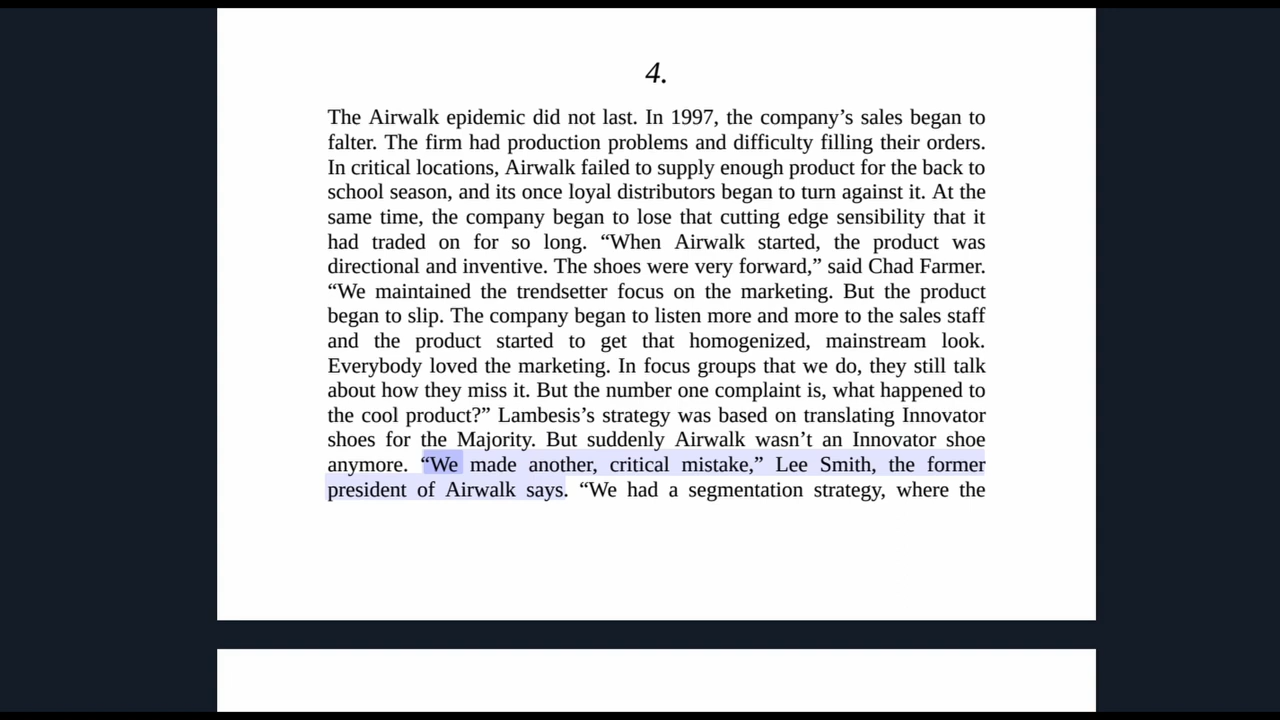 4.
The Airwalk epidemic did not last. In 1997, the company’s sales began to
falter. The firm had production problems and difficulty filling their orders.
In critical locations, Airwalk failed to supply enough product for the back to
school season, and its once loyal distributors began to turn against it. At the
same time, the company began to lose that cutting edge sensibility that it
had traded on for so long. “When Airwalk started, the product was
directional and inventive. The shoes were very forward,” said Chad Farmer.
“We maintained the trendsetter focus on the marketing. But the product
began to slip. The company began to listen more and more to the sales staff
and the product started to get that homogenized, mainstream look.
Everybody loved the marketing. In focus groups that we do, they still talk
about how they miss it. But the number one complaint is, what happened to
the cool product?” Lambesis’s strategy was based on translating Innovator
shoes for the Majority. But suddenly Airwalk wasn’t an Innovator shoe
anymore. “We made another, critical mistake,” Lee Smith, the former
president of Airwalk says. “We had a segmentation strategy, where the